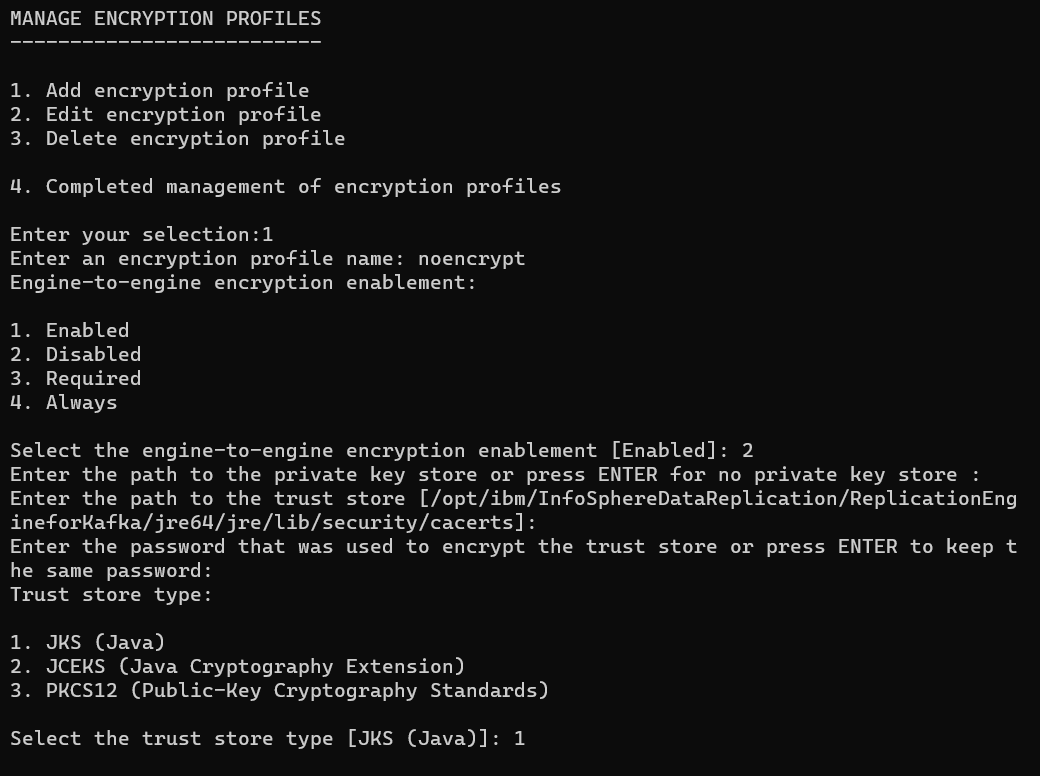 MANAGE ENCRYPTION PROFILES
--------------------------
1. Add encryption profile
2. Edit encryption profile
3. Delete encryption profile
4. Completed management of encryption profiles
Enter your selection:1
Enter an encryption profile name: noencrypt
Engine-to-engine encryption enablement:
1. Enabled
2. Disabled
3. Required
4. Always
Select the engine-to-engine encryption enablement [Enabled]: 2
Enter the path to the private key store or press ENTER for no private key store :
Enter the path to the trust store [/opt/ibm/InfoSphereDataReplication/ReplicationEng
ineforKafka/jre64/jre/lib/security/cacerts]:
Enter the password that was used to encrypt the trust store or press ENTER to keep t
he same password:
Trust store type:
1. JKS (Java)
2. JCEKS (Java Cryptography Extension)
3. PKCS12 (Public-Key Cryptography Standards)
Select the trust store type [JKS (Java)]: 1